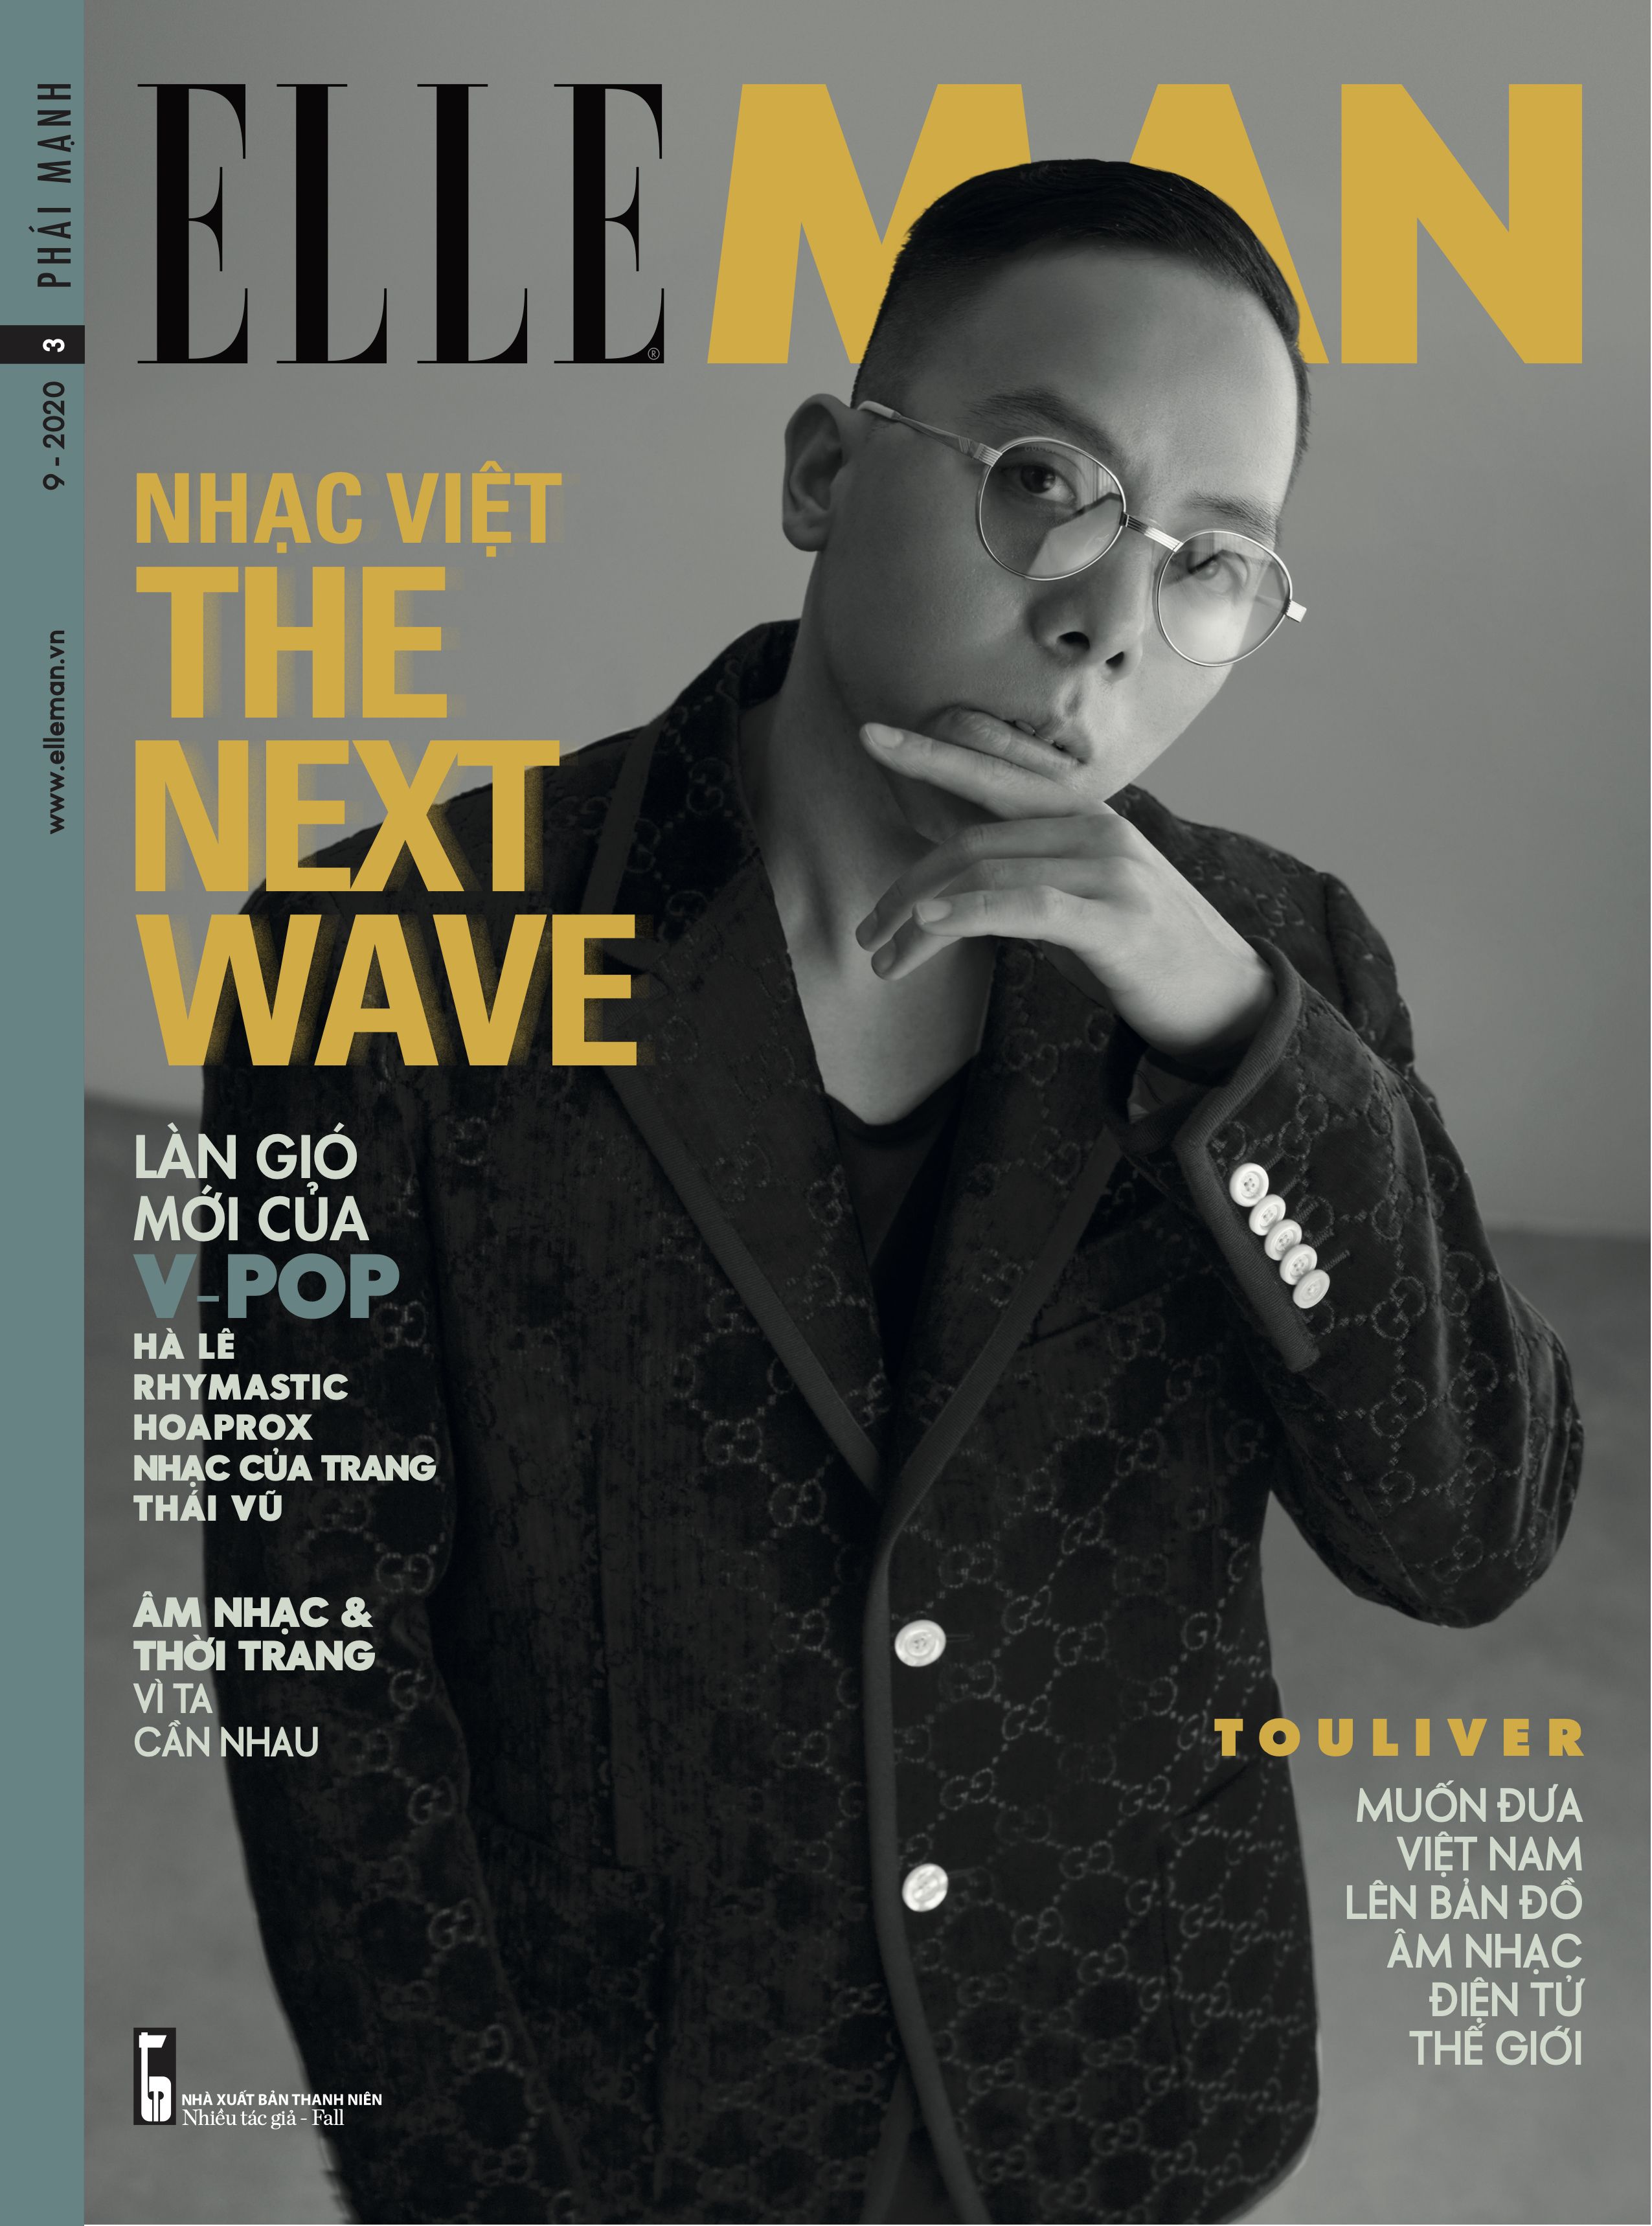 PHÁI MẠNH
3
9 - 2020
www.elleman.vn
ELLE MAN
®
NHẠC VIỆT
THE
NEXT
WAVE
LÀN GIÓ
MỚI CỦA
V-POP
HÀ LÊ
RHYMASTIC
HOAPROX
NHẠC CỦA TRANG
THÁI VŨ
ÂM NHẠC &
THỜI TRANG
VÌ TA
CẦN NHAU
TOULIVER
MUỐN ĐƯA
VIỆT NAM
LÊN BẢN ĐỒ
ÂM NHẠC
ĐIỆN TỬ
THẾ GIỚI
NHÀ XUẤT BẢN THANH NIÊN
Nhiều tác giả - Fall